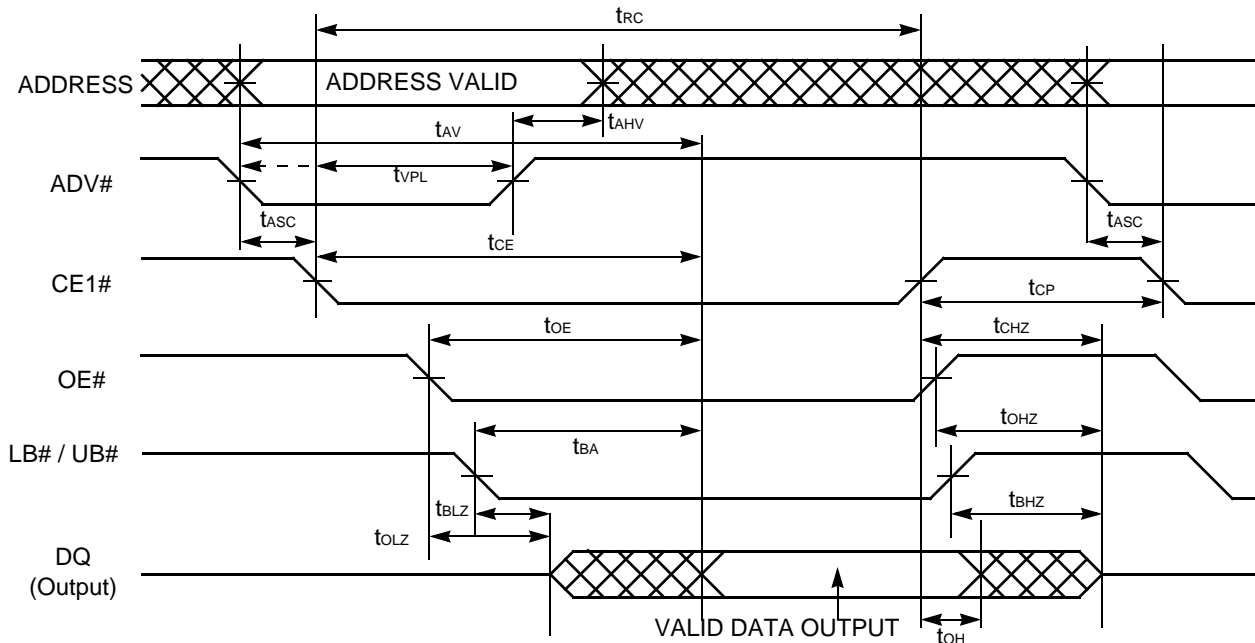 tRC
ADDRESS
ADDRESS VALID
tAHV
tAV
ADV#
tVPL
tASC
tASC
tCE
CE1#
tCP
tOE
tCHZ
OE#
tOHZ
LB# / UB#
tBA
tBLZ
tBHZ
tOLZ
DQ
(Output)
VALID DATA OUTPUT
tOH